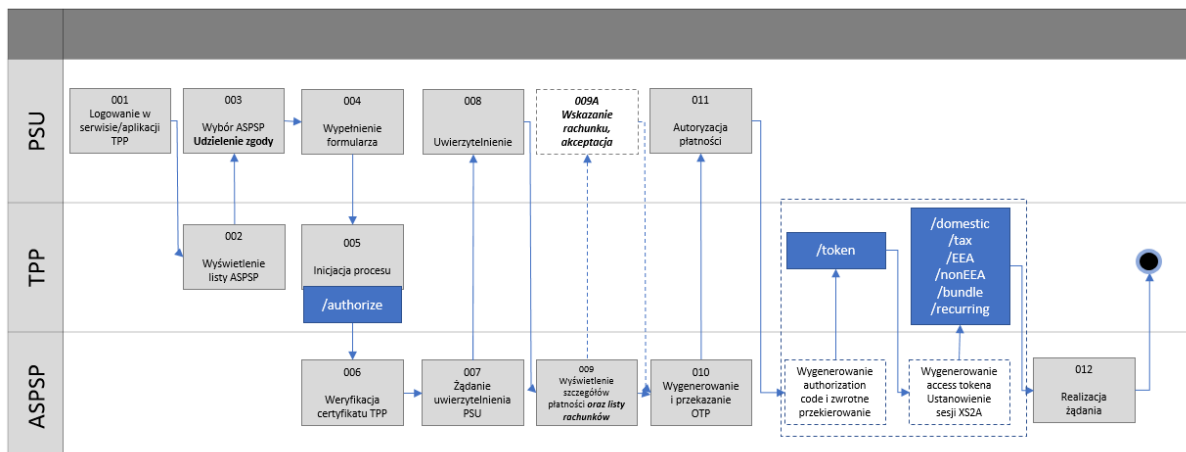 PSU
001
Logowanie w
serwisie/aplikacji
TPP
003
Wybór ASPSP
Udzielenie zgody
004
Wypełnienie
formularza
008
Uwierzytelnienie
009A
Wskazanie
rachunku,
akceptacja
011
Autoryzacja
płatności
TPP
002
Wyświetlenie
listy ASPSP
005
Inicjacja procesu
/authorize
/token
/domestic
/tax
/EEA
/nonEEA
/bundle
/recurring
ASPSP
006
Weryfikacja
certyfikatu TPP
007
Żądanie
uwierzytelnienia
PSU
009
Wyświetlenie
szczegółów
płatności oraz listy
rachunków
010
Wygenerowanie
i przekazanie
OTP
Wygenerowanie
authorization
code i zwrotne
przekierowanie
Wygenerowanie
access tokena
Ustanowienie
sesji XS2A
012
Realizacja
żądania